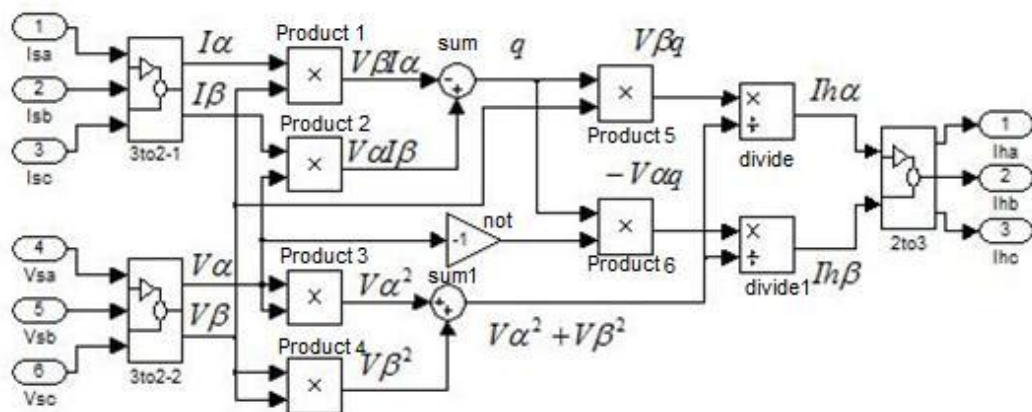 1
Isa
2
Isb
3
Isc
3to2-1
Iα
Iβ
Product 1
×
VβIα
Product 2
×
VαIβ
sum
-
+
q
Vβq
×
Product 5
×
÷
divide
Ihα
-Vαq
×
Product 6
×
÷
divide1
Ihβ
2to3
1
Iha
2
Ihb
3
Ihc
-1
not
4
Vsa
5
Vsb
6
Vsc
3to2-2
Vα
Vβ
Product 3
×
Vα²
Product 4
×
Vβ²
sum1
+
+
Vα² +Vβ²